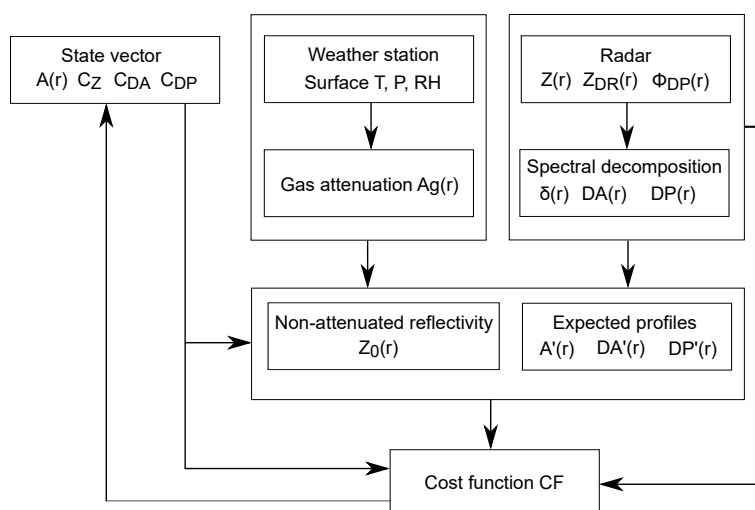 State vector
A(r) C_Z C_DA C_DP
Weather station
Surface T, P, RH
Gas attenuation Ag(r)
Radar
Z(r) Z_DR(r) Φ_DP(r)
Spectral decomposition
δ(r) DA(r) DP(r)
Non-attenuated reflectivity
Z_0(r)
Expected profiles
A'(r) DA'(r) DP'(r)
Cost function CF